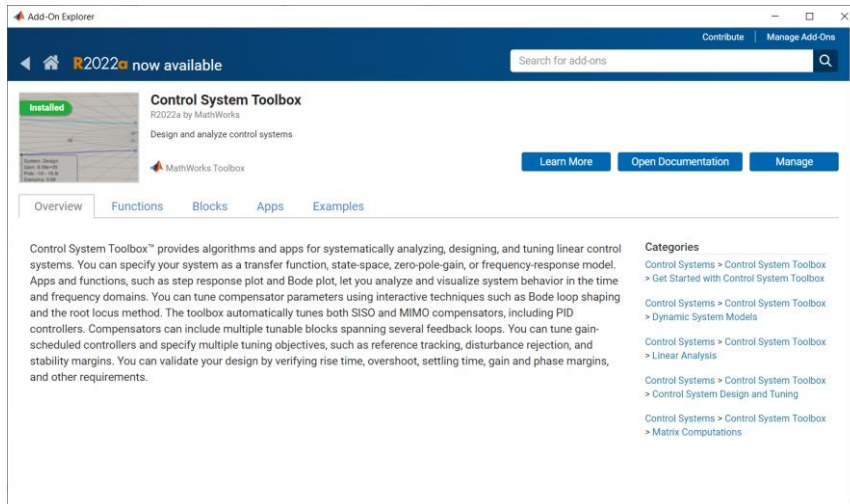 Add-On Explorer
Contribute | Manage Add-Ons
R2022a now available
Search for add-ons
Installed
Control System Toolbox
R2022a by MathWorks
Design and analyze control systems
MathWorks Toolbox
Learn More
Open Documentation
Manage
System: Design
Overview
Functions
Blocks
Apps
Examples
Control System Toolbox™ provides algorithms and apps for systematically analyzing, designing, and tuning linear control
systems. You can specify your system as a transfer function, state-space, zero-pole-gain, or frequency-response model.
Apps and functions, such as step response plot and Bode plot, let you analyze and visualize system behavior in the time
and frequency domains. You can tune compensator parameters using interactive techniques such as Bode loop shaping
and the root locus method. The toolbox automatically tunes both SISO and MIMO compensators, including PID
controllers. Compensators can include multiple tunable blocks spanning several feedback loops. You can tune gain-
scheduled controllers and specify multiple tuning objectives, such as reference tracking, disturbance rejection, and
stability margins. You can validate your design by verifying rise time, overshoot, settling time, gain and phase margins,
and other requirements.
Categories
Control Systems > Control System Toolbox
> Get Started with Control System Toolbox
Control Systems > Control System Toolbox
> Dynamic System Models
Control Systems > Control System Toolbox
> Linear Analysis
Control Systems > Control System Toolbox
> Control System Design and Tuning
Control Systems > Control System Toolbox
> Matrix Computations